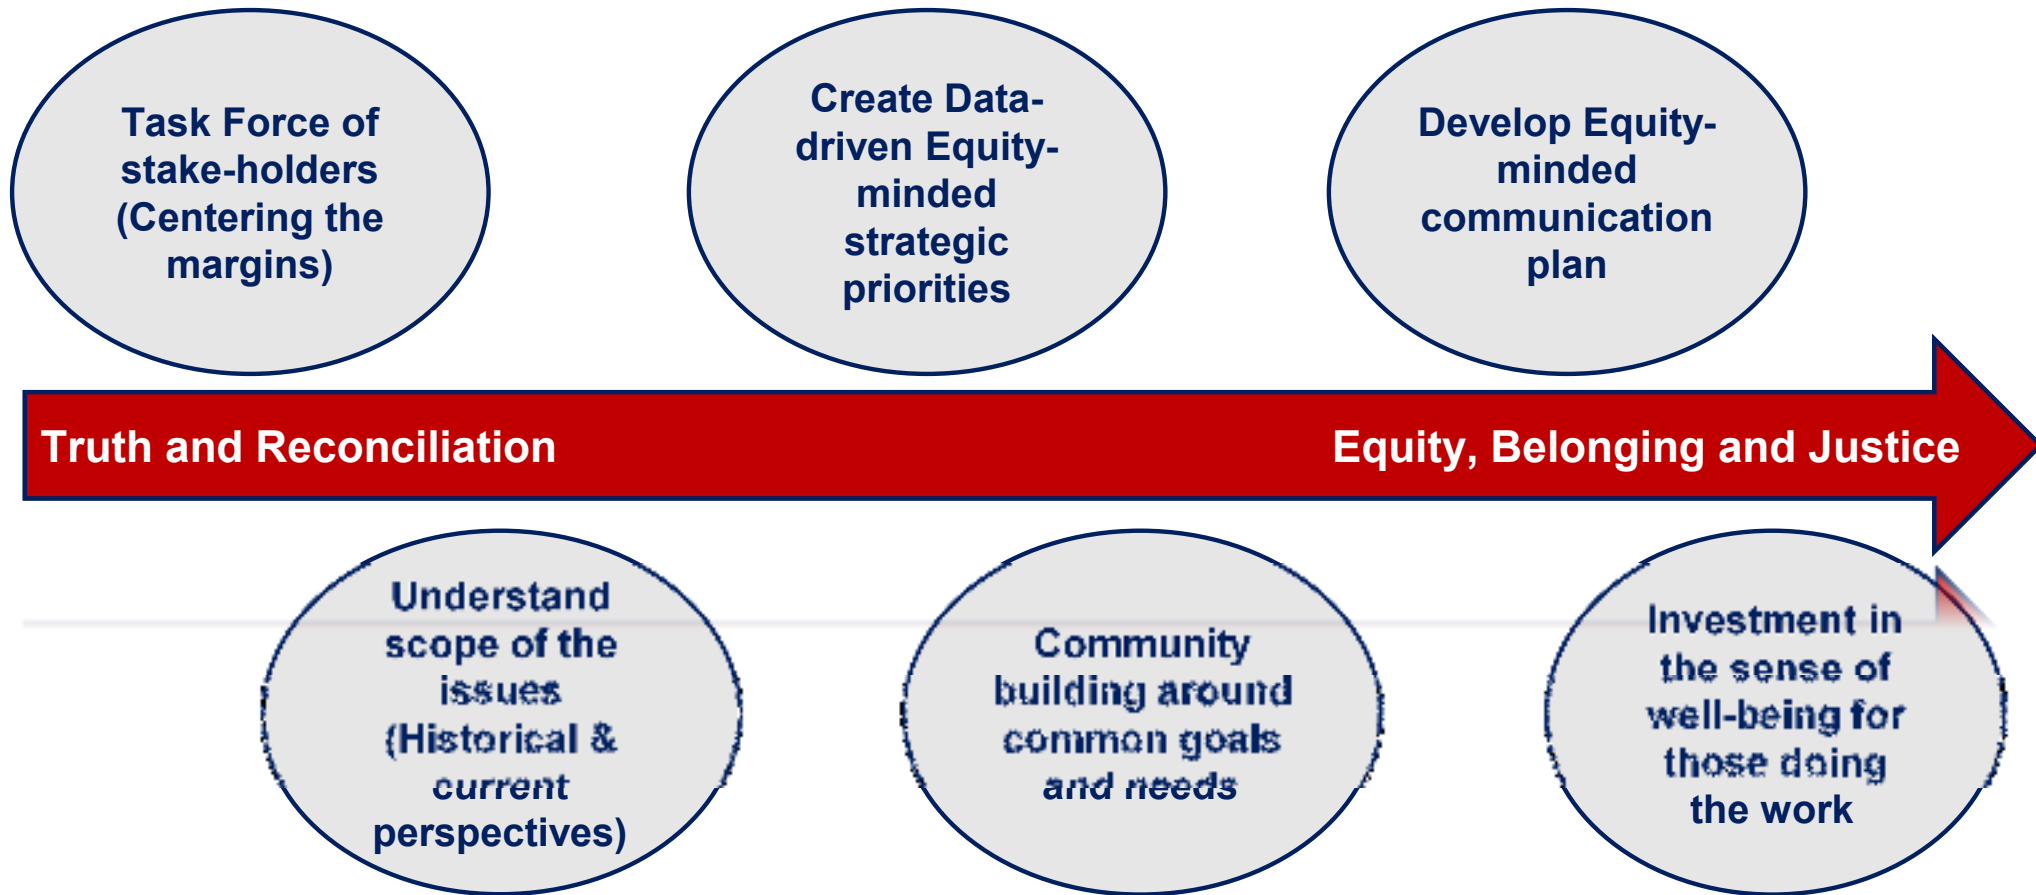 Task Force of
stake-holders
(Centering the
margins)
Create Data-
driven Equity-
minded
strategic
priorities
Develop Equity-
minded
communication
plan
Truth and Reconciliation
Equity, Belonging and Justice
Understand
scope of the
issues
(Historical &
current
perspectives)
Community
building around
common goals
and needs
Investment in
the sense of
well-being for
those doing
the work